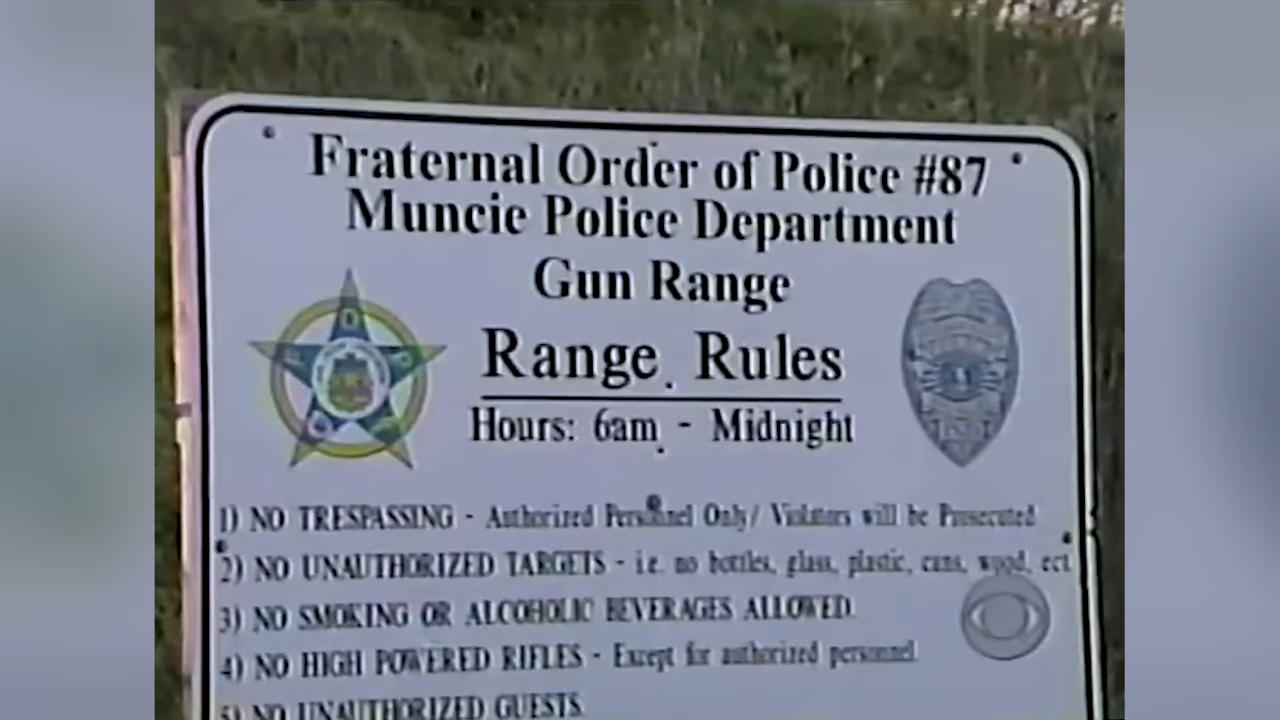 Fraternal Order of Police #87
Muncie Police Department
Gun Range
Range Rules
Hours: 6am - Midnight
1) NO TRESPASSING - Authorized Personnel Only/ Violators will be Prosecuted
2) NO UNAUTHORIZED TARGETS - i.e. no bottles, glass, plastic, cans, wood, ect
3) NO SMOKING OR ALCOHOLIC BEVERAGES ALLOWED.
4) NO HIGH POWERED RIFLES - Except for authorized personnel
5) NO UNAUTHORIZED GUESTS